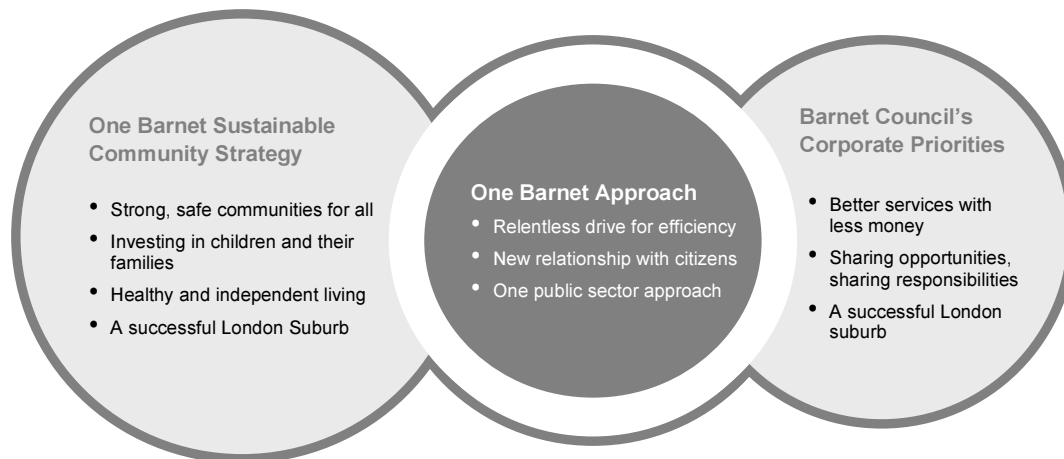 One Barnet Sustainable
Community Strategy
• Strong, safe communities for all
• Investing in children and their
families
• Healthy and independent living
• A successful London Suburb
One Barnet Approach
• Relentless drive for efficiency
• New relationship with citizens
• One public sector approach
Barnet Council's
Corporate Priorities
• Better services with
less money
• Sharing opportunities,
sharing responsibilities
• A successful London
suburb